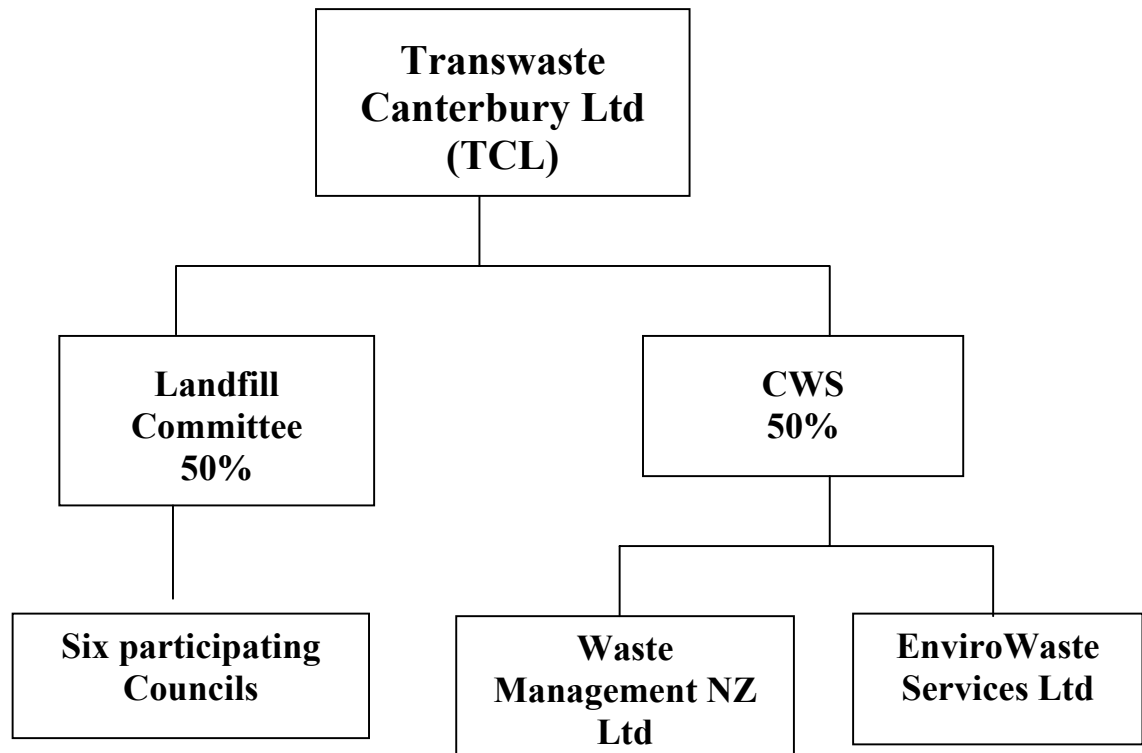 Transwaste
Canterbury Ltd
(TCL)
Landfill
Committee
50%
CWS
50%
Six participating
Councils
Waste
Management NZ
Ltd
EnviroWaste
Services Ltd